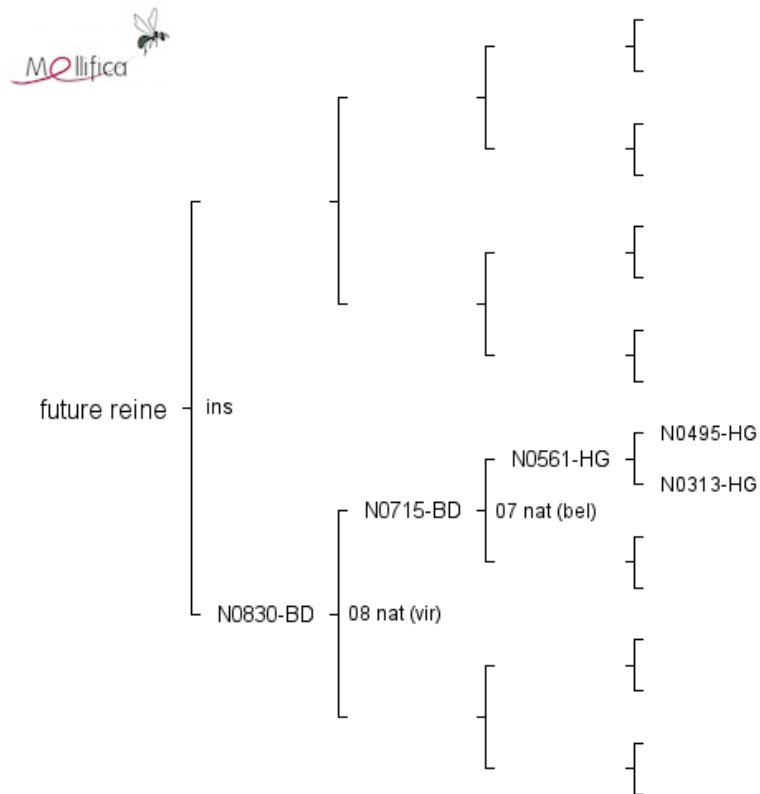 Mellifica
future reine
ins
N0830-BD
08 nat (vir)
N0715-BD
07 nat (bel)
N0561-HG
N0495-HG
N0313-HG